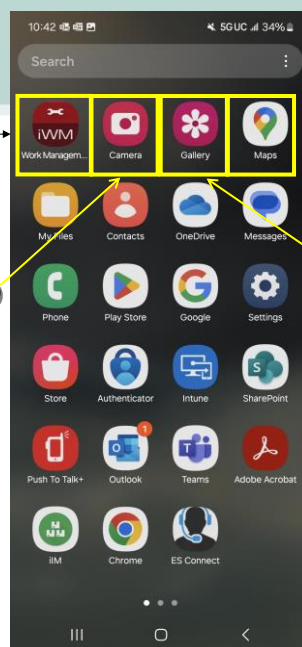 10:42
5GUC 34%
Search
iWM
Work Managem...
Camera
Gallery
Maps
My Files
Contacts
OneDrive
Messages
Phone
Play Store
Google
Settings
Store
Authenticator
Intune
SharePoint
Push To Talk+
Outlook
1
Teams
Adobe Acrobat
iIM
Chrome
ES Connect